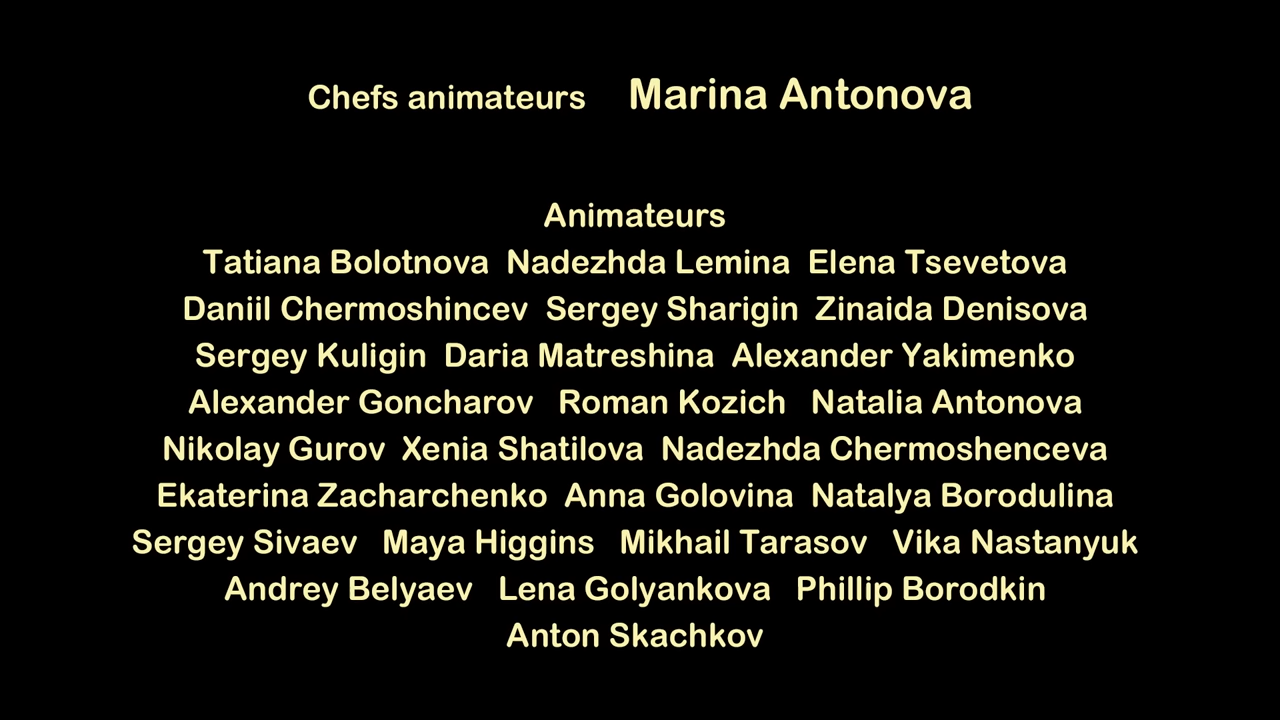 Chefs animateurs Marina Antonova
Animateurs
Tatiana Bolotnova Nadezhda Lemina Elena Tsevetova
Daniil Chermoshincev Sergey Sharigin Zinaida Denisova
Sergey Kuligin Daria Matreshina Alexander Yakimenko
Alexander Goncharov Roman Kozich Natalia Antonova
Nikolay Gurov Xenia Shatilova Nadezhda Chermoshenceva
Ekaterina Zacharchenko Anna Golovina Natalya Borodulina
Sergey Sivaev Maya Higgins Mikhail Tarasov Vika Nastanyuk
Andrey Belyaev Lena Golyankova Phillip Borodkin
Anton Skachkov